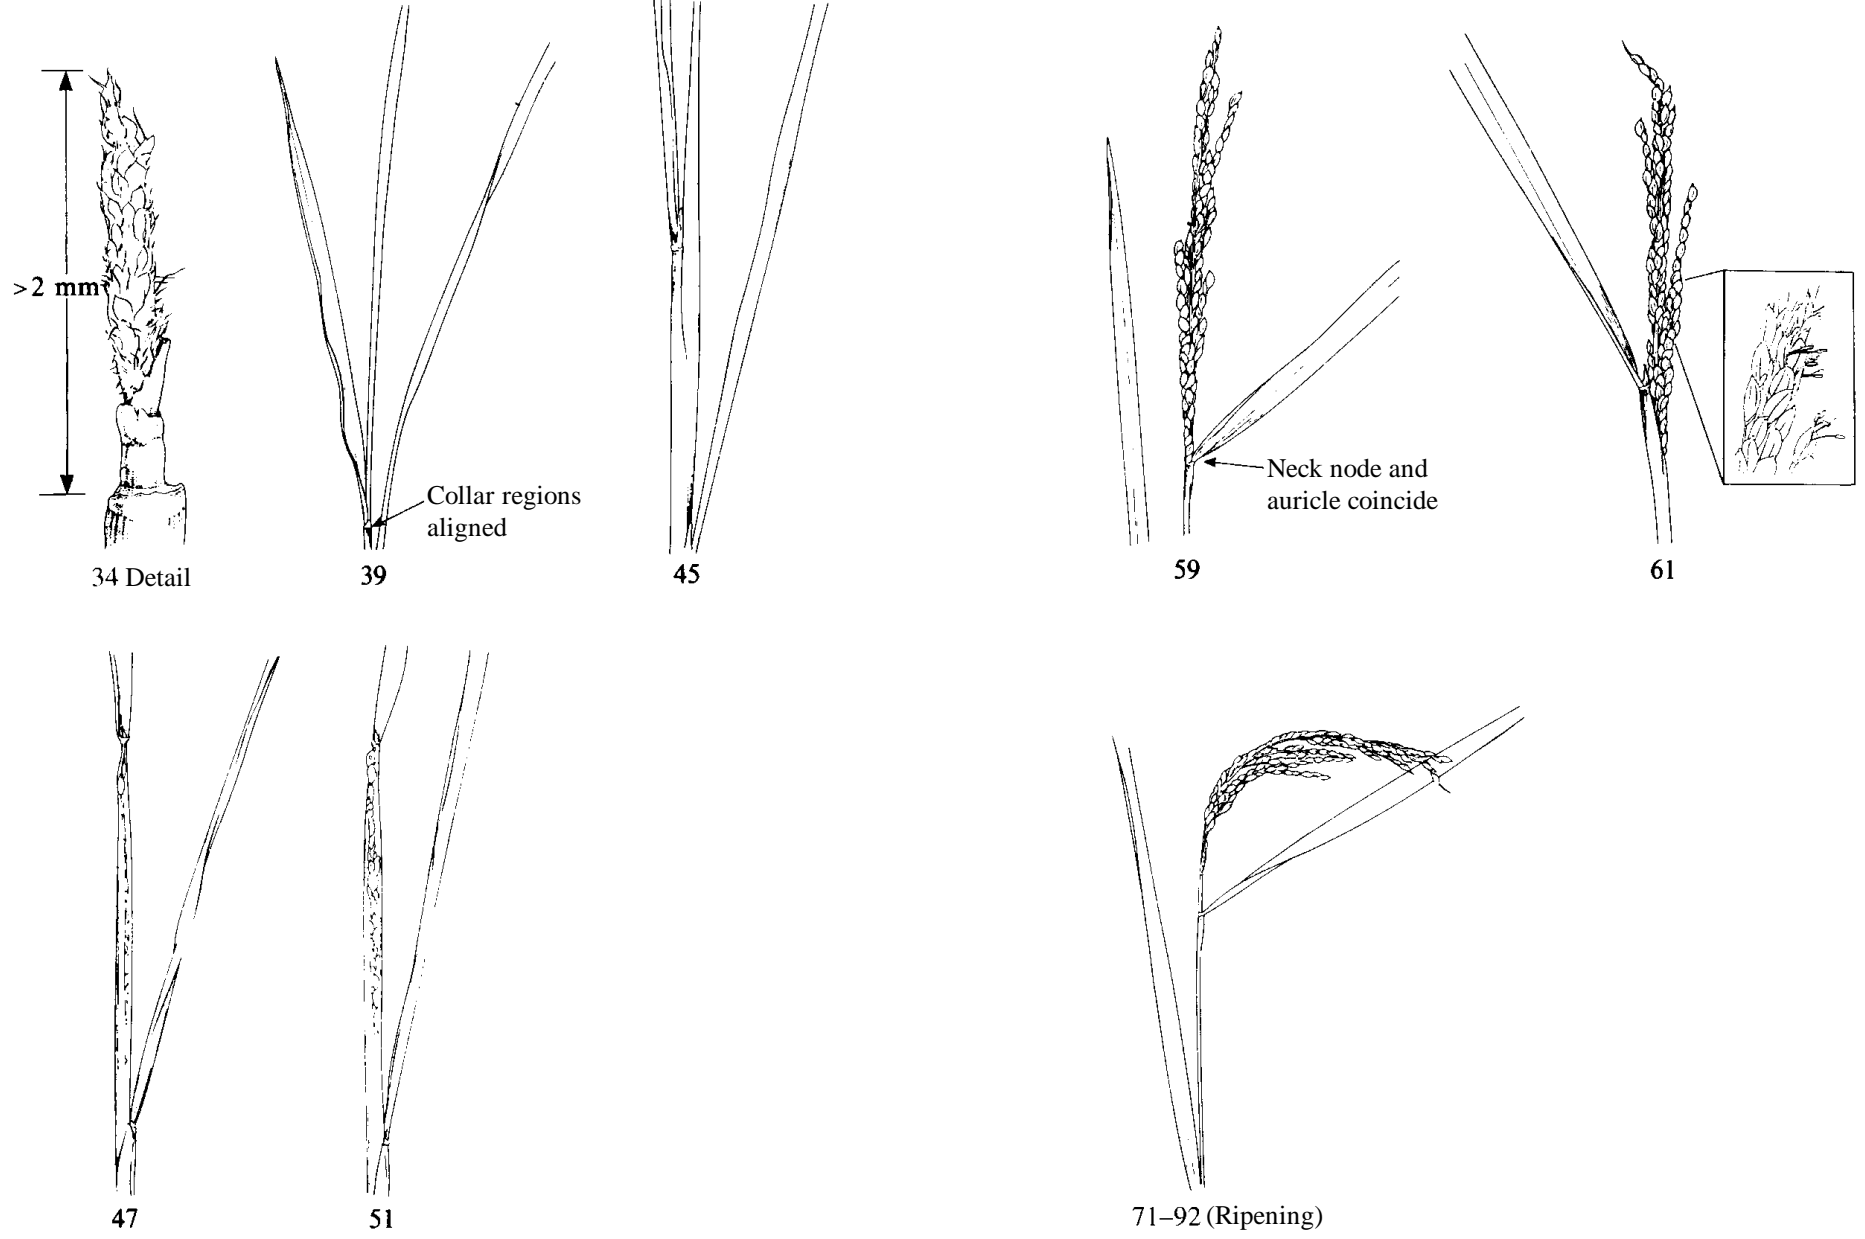 >2 mm
Collar regions
aligned
34 Detail
39
45
Neck node and
auricle coincide
59
61
47
51
71–92 (Ripening)